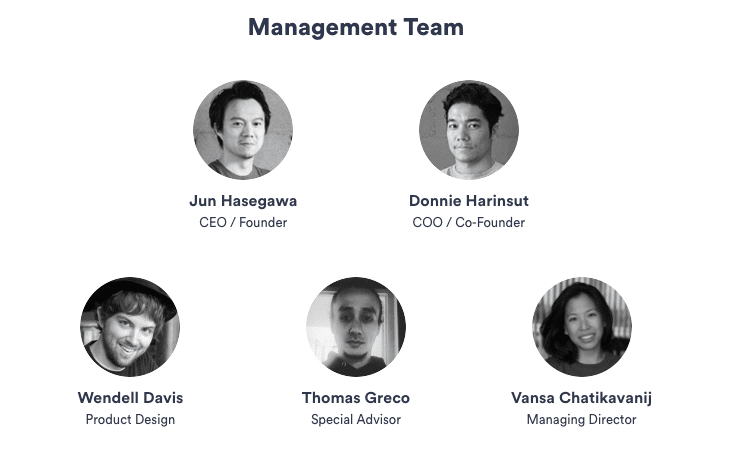 Management Team
Jun Hasegawa
CEO / Founder
Donnie Harinsut
COO / Co-Founder
Wendell Davis
Product Design
Thomas Greco
Special Advisor
Vansa Chatikavanij
Managing Director